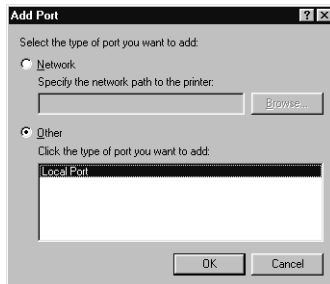 Add Port
Select the type of port you want to add:
Network
Specify the network path to the printer:
Browse...
Other
Click the type of port you want to add:
Local Port
OK
Cancel